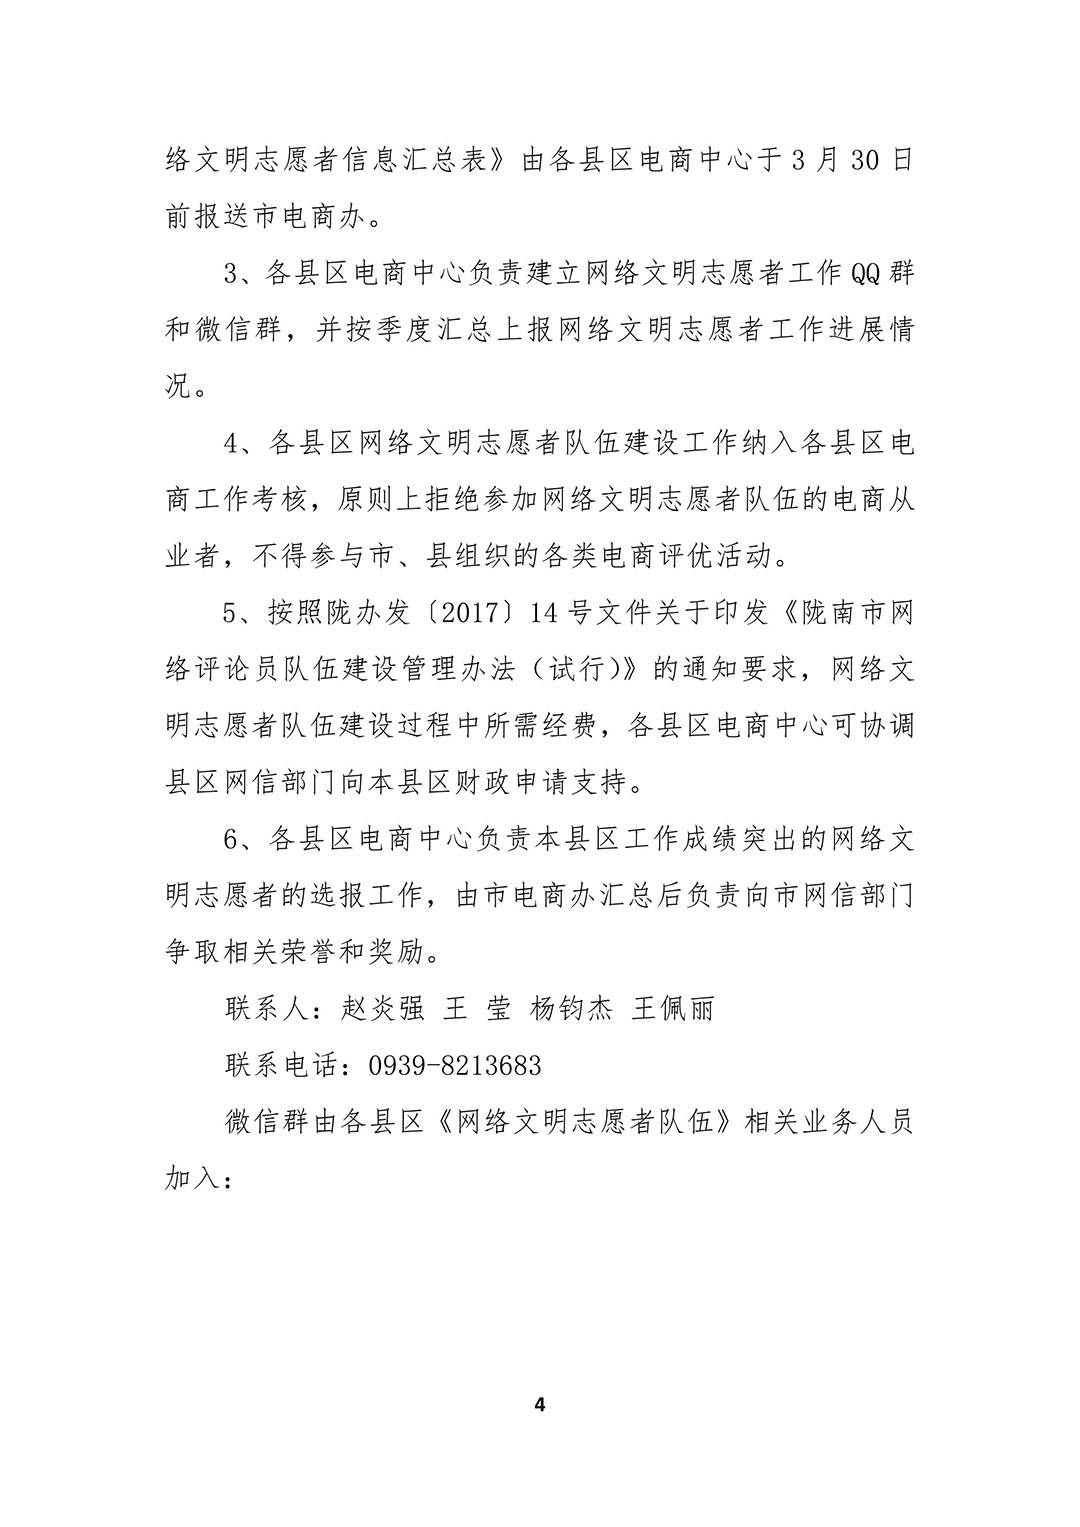 络文明志愿者信息汇总表》由各县区电商中心于 3 月 30 日
前报送市电商办。
3、各县区电商中心负责建立网络文明志愿者工作 QQ 群
和微信群，并按季度汇总上报网络文明志愿者工作进展情
况。
4、各县区网络文明志愿者队伍建设工作纳入各县区电
商工作考核，原则上拒绝参加网络文明志愿者队伍的电商从
业者，不得参与市、县组织的各类电商评优活动。
5、按照陇办发〔2017〕14 号文件关于印发《陇南市网
络评论员队伍建设管理办法（试行）》的通知要求，网络文
明志愿者队伍建设过程中所需经费，各县区电商中心可协调
县区网信部门向本县区财政申请支持。
6、各县区电商中心负责本县区工作成绩突出的网络文
明志愿者的选报工作，由市电商办汇总后负责向市网信部门
争取相关荣誉和奖励。
联系人：赵炎强 王 莹 杨钧杰 王佩丽
联系电话：0939-8213683
微信群由各县区《网络文明志愿者队伍》相关业务人员
加入：
4